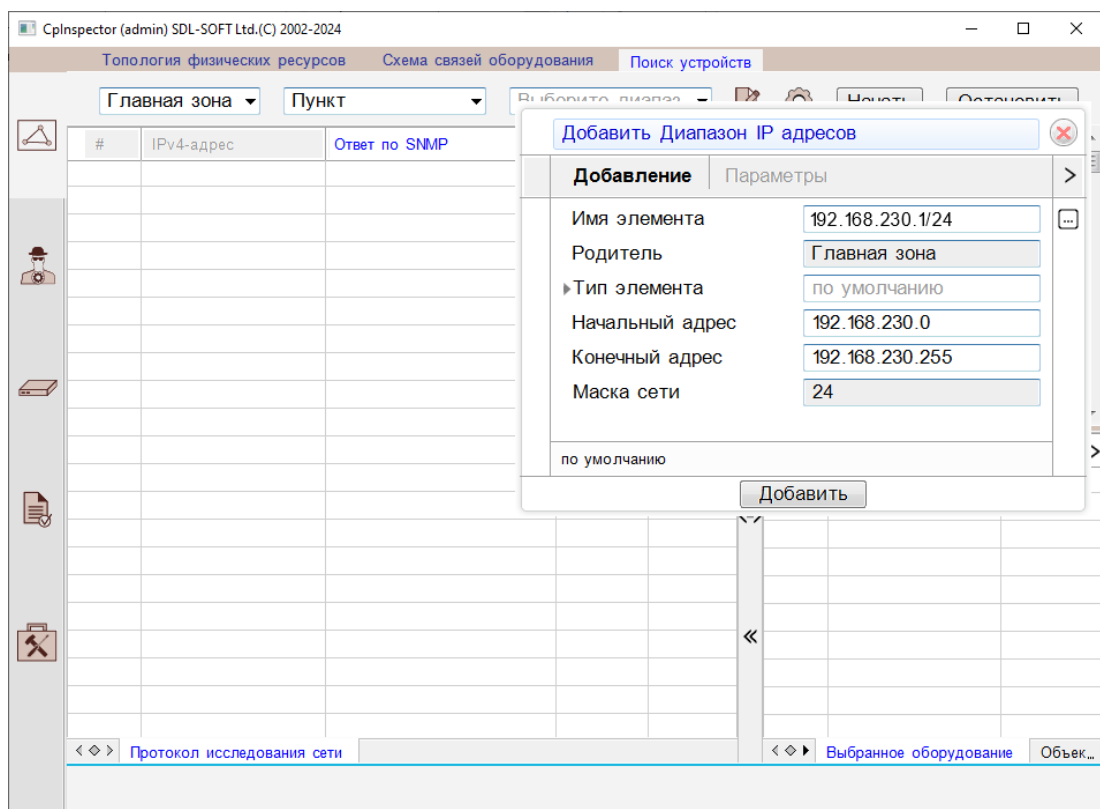 CpInspector (admin) SDL-SOFT Ltd.(C) 2002-2024
Топология физических ресурсов Схема связей оборудования Поиск устройств
Главная зона Пункт
# IPv4-адрес Ответ по SNMP
Добавить Диапазон IP адресов
Добавление Параметры
Имя элемента 192.168.230.1/24
Родитель Главная зона
Тип элемента по умолчанию
Начальный адрес 192.168.230.0
Конечный адрес 192.168.230.255
Маска сети 24
по умолчанию
Добавить
Протокол исследования сети Выбранное оборудование Объек...